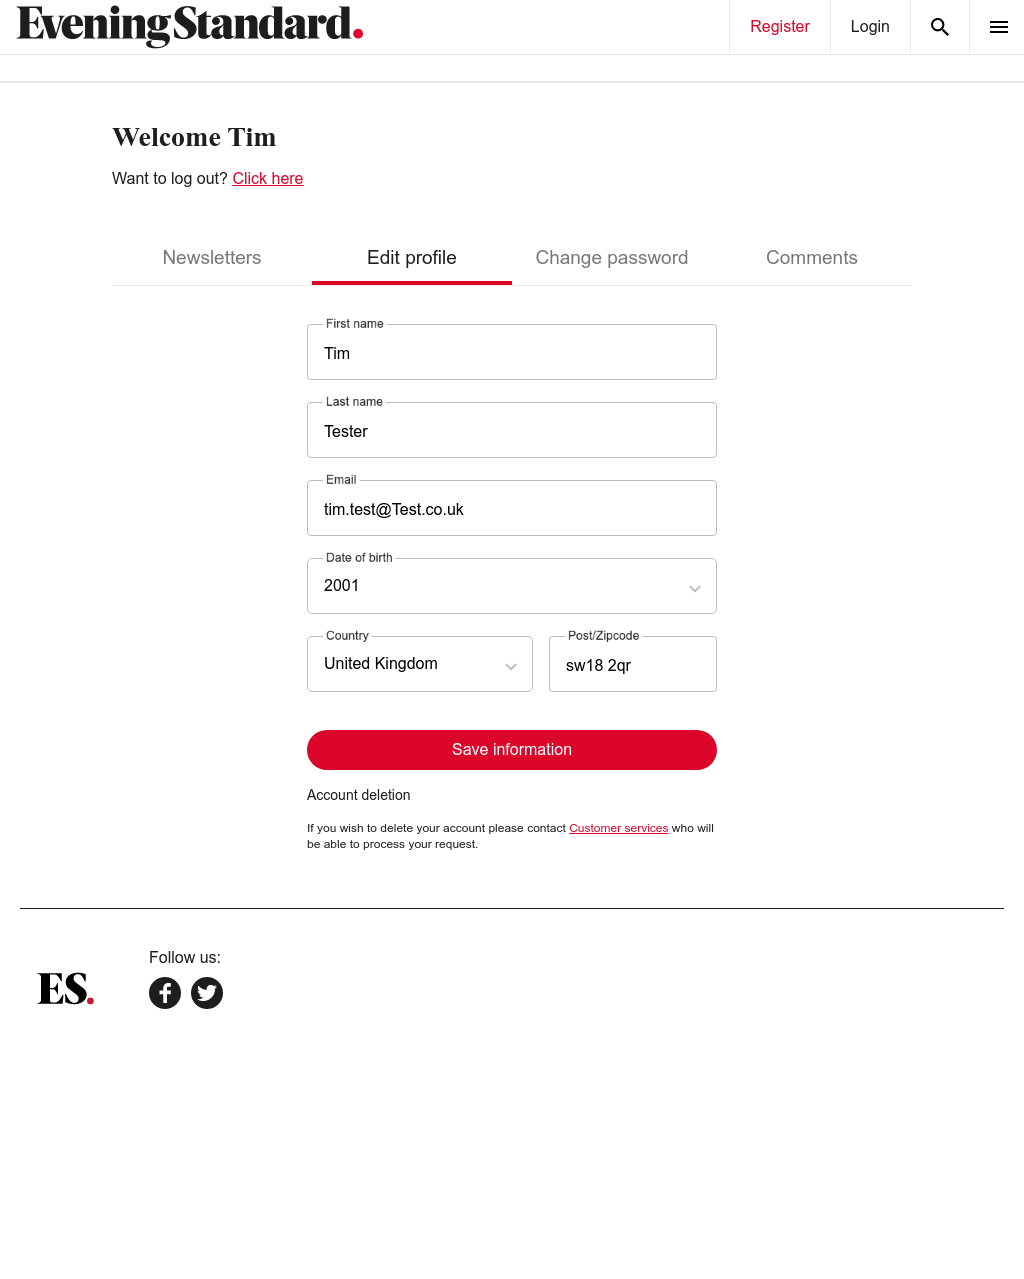 Evening Standard.
Register
Login
Welcome Tim
Want to log out? Click here
Newsletters
Edit profile
Change password
Comments
First name
Tim
Last name
Tester
Email
tim.test@Test.co.uk
Date of birth
2001
Country
United Kingdom
Post/Zipcode
sw18 2qr
Save information
Account deletion
If you wish to delete your account please contact Customer services who will
be able to process your request.
ES.
Follow us: